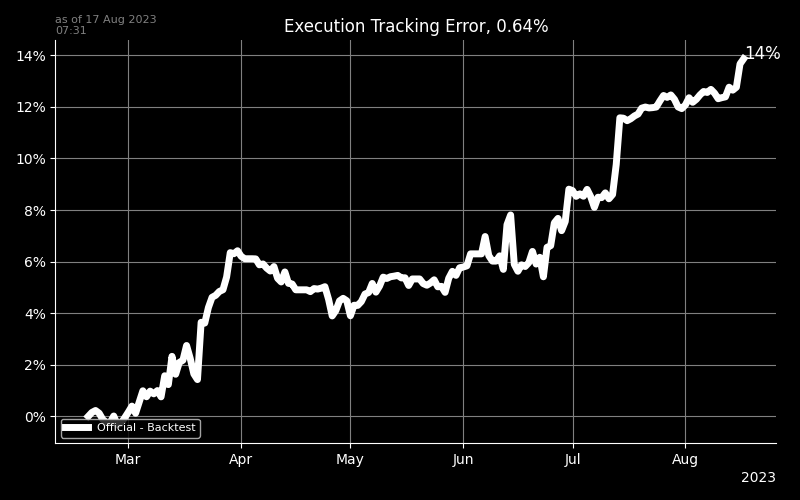 as of 17 Aug 2023
07:31
Execution Tracking Error, 0.64%
14%
14%
12%
10%
8%
6%
4%
2%
0%
Official - Backtest
Mar Apr May Jun Jul Aug
2023